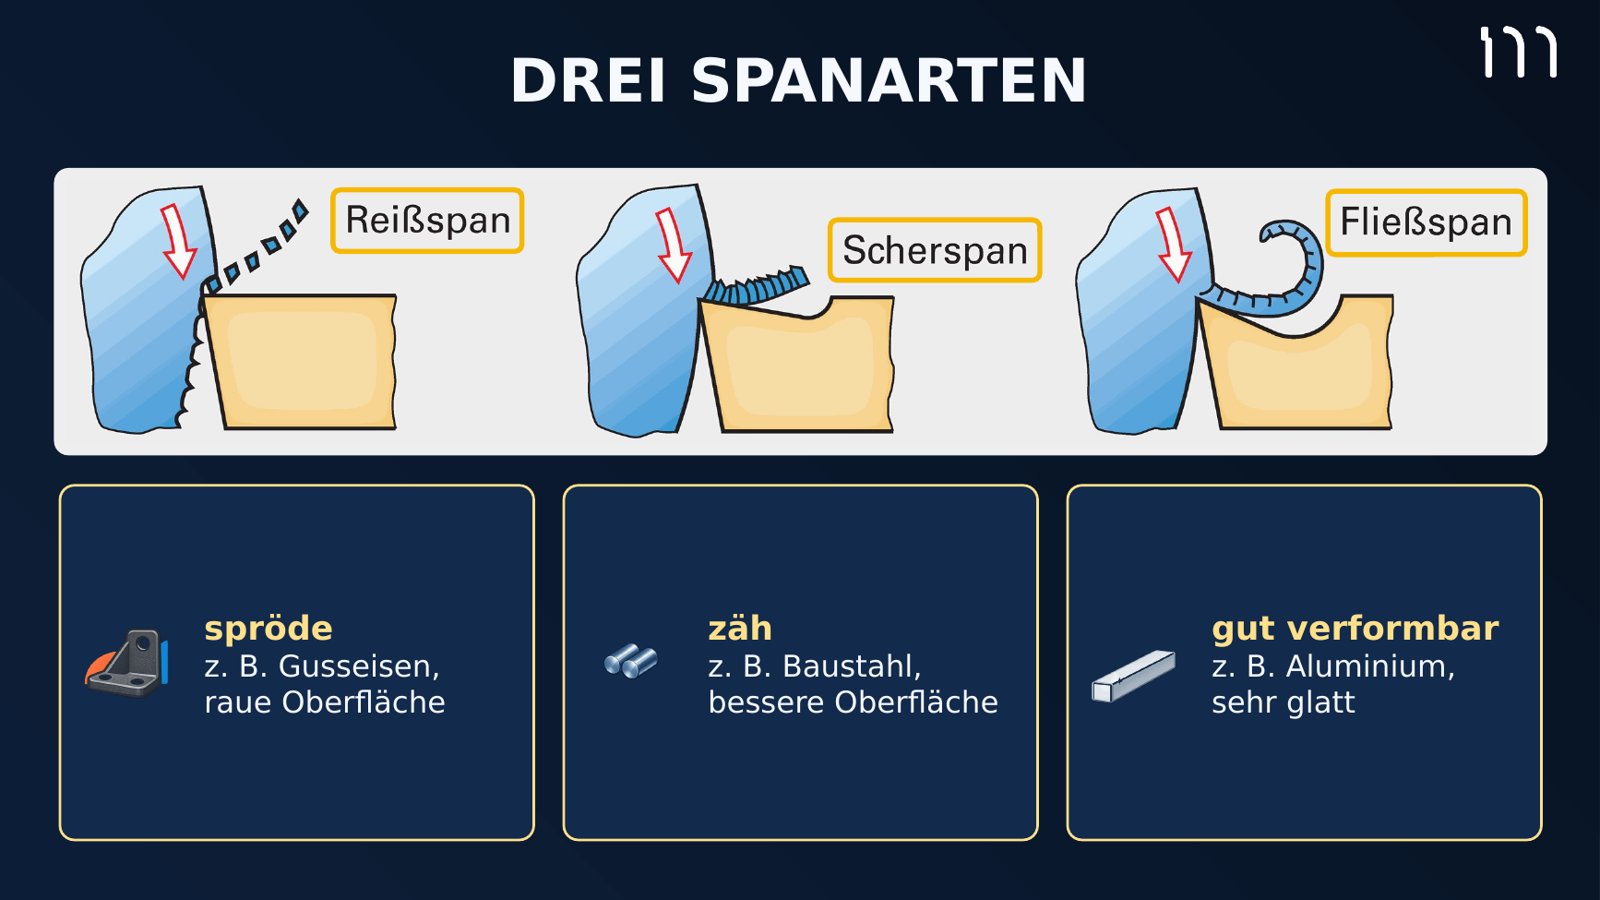 DREI SPANARTEN
m
Reißspan
Scherspan
Fließspan
spröde
z. B. Gusseisen,
raue Oberfläche
zäh
z. B. Baustahl,
bessere Oberfläche
gut verformbar
z. B. Aluminium,
sehr glatt